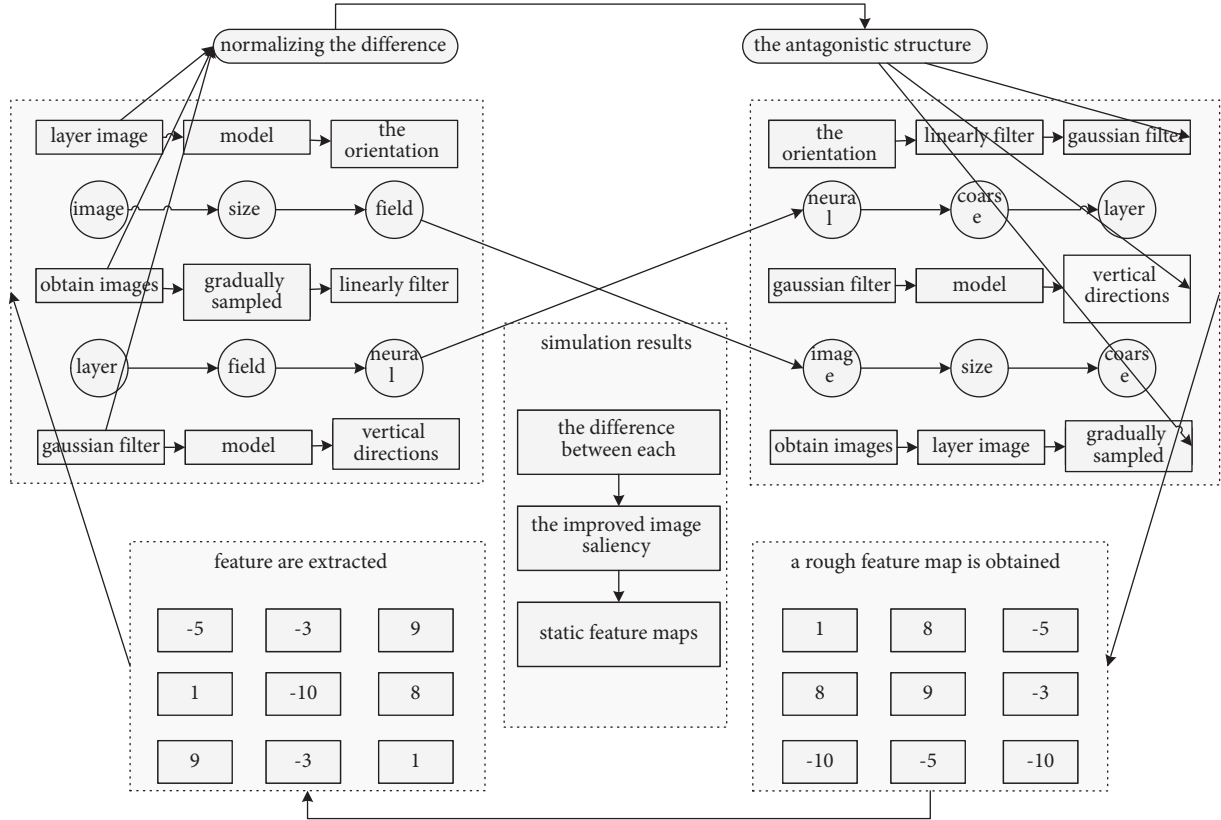 normalizing the difference
the antagonistic structure
layer image
model
the
orientation
image
size
field
obtain images
gradually
sampled
linearly filter
layer
field
neura
l
gaussian filter
model
vertical
directions
the
orientation
linearly filter
gaussian filter
neura
l
coars
e
layer
gaussian filter
model
vertical
directions
imag
e
size
coars
e
obtain images
layer image
gradually
sampled
simulation results
the difference
between each
the improved image
saliency
static feature maps
feature are extracted
-5 -3 9
1 -10 8
9 -3 1
a rough feature map is obtained
1 8 -5
8 9 -3
-10 -5 -10